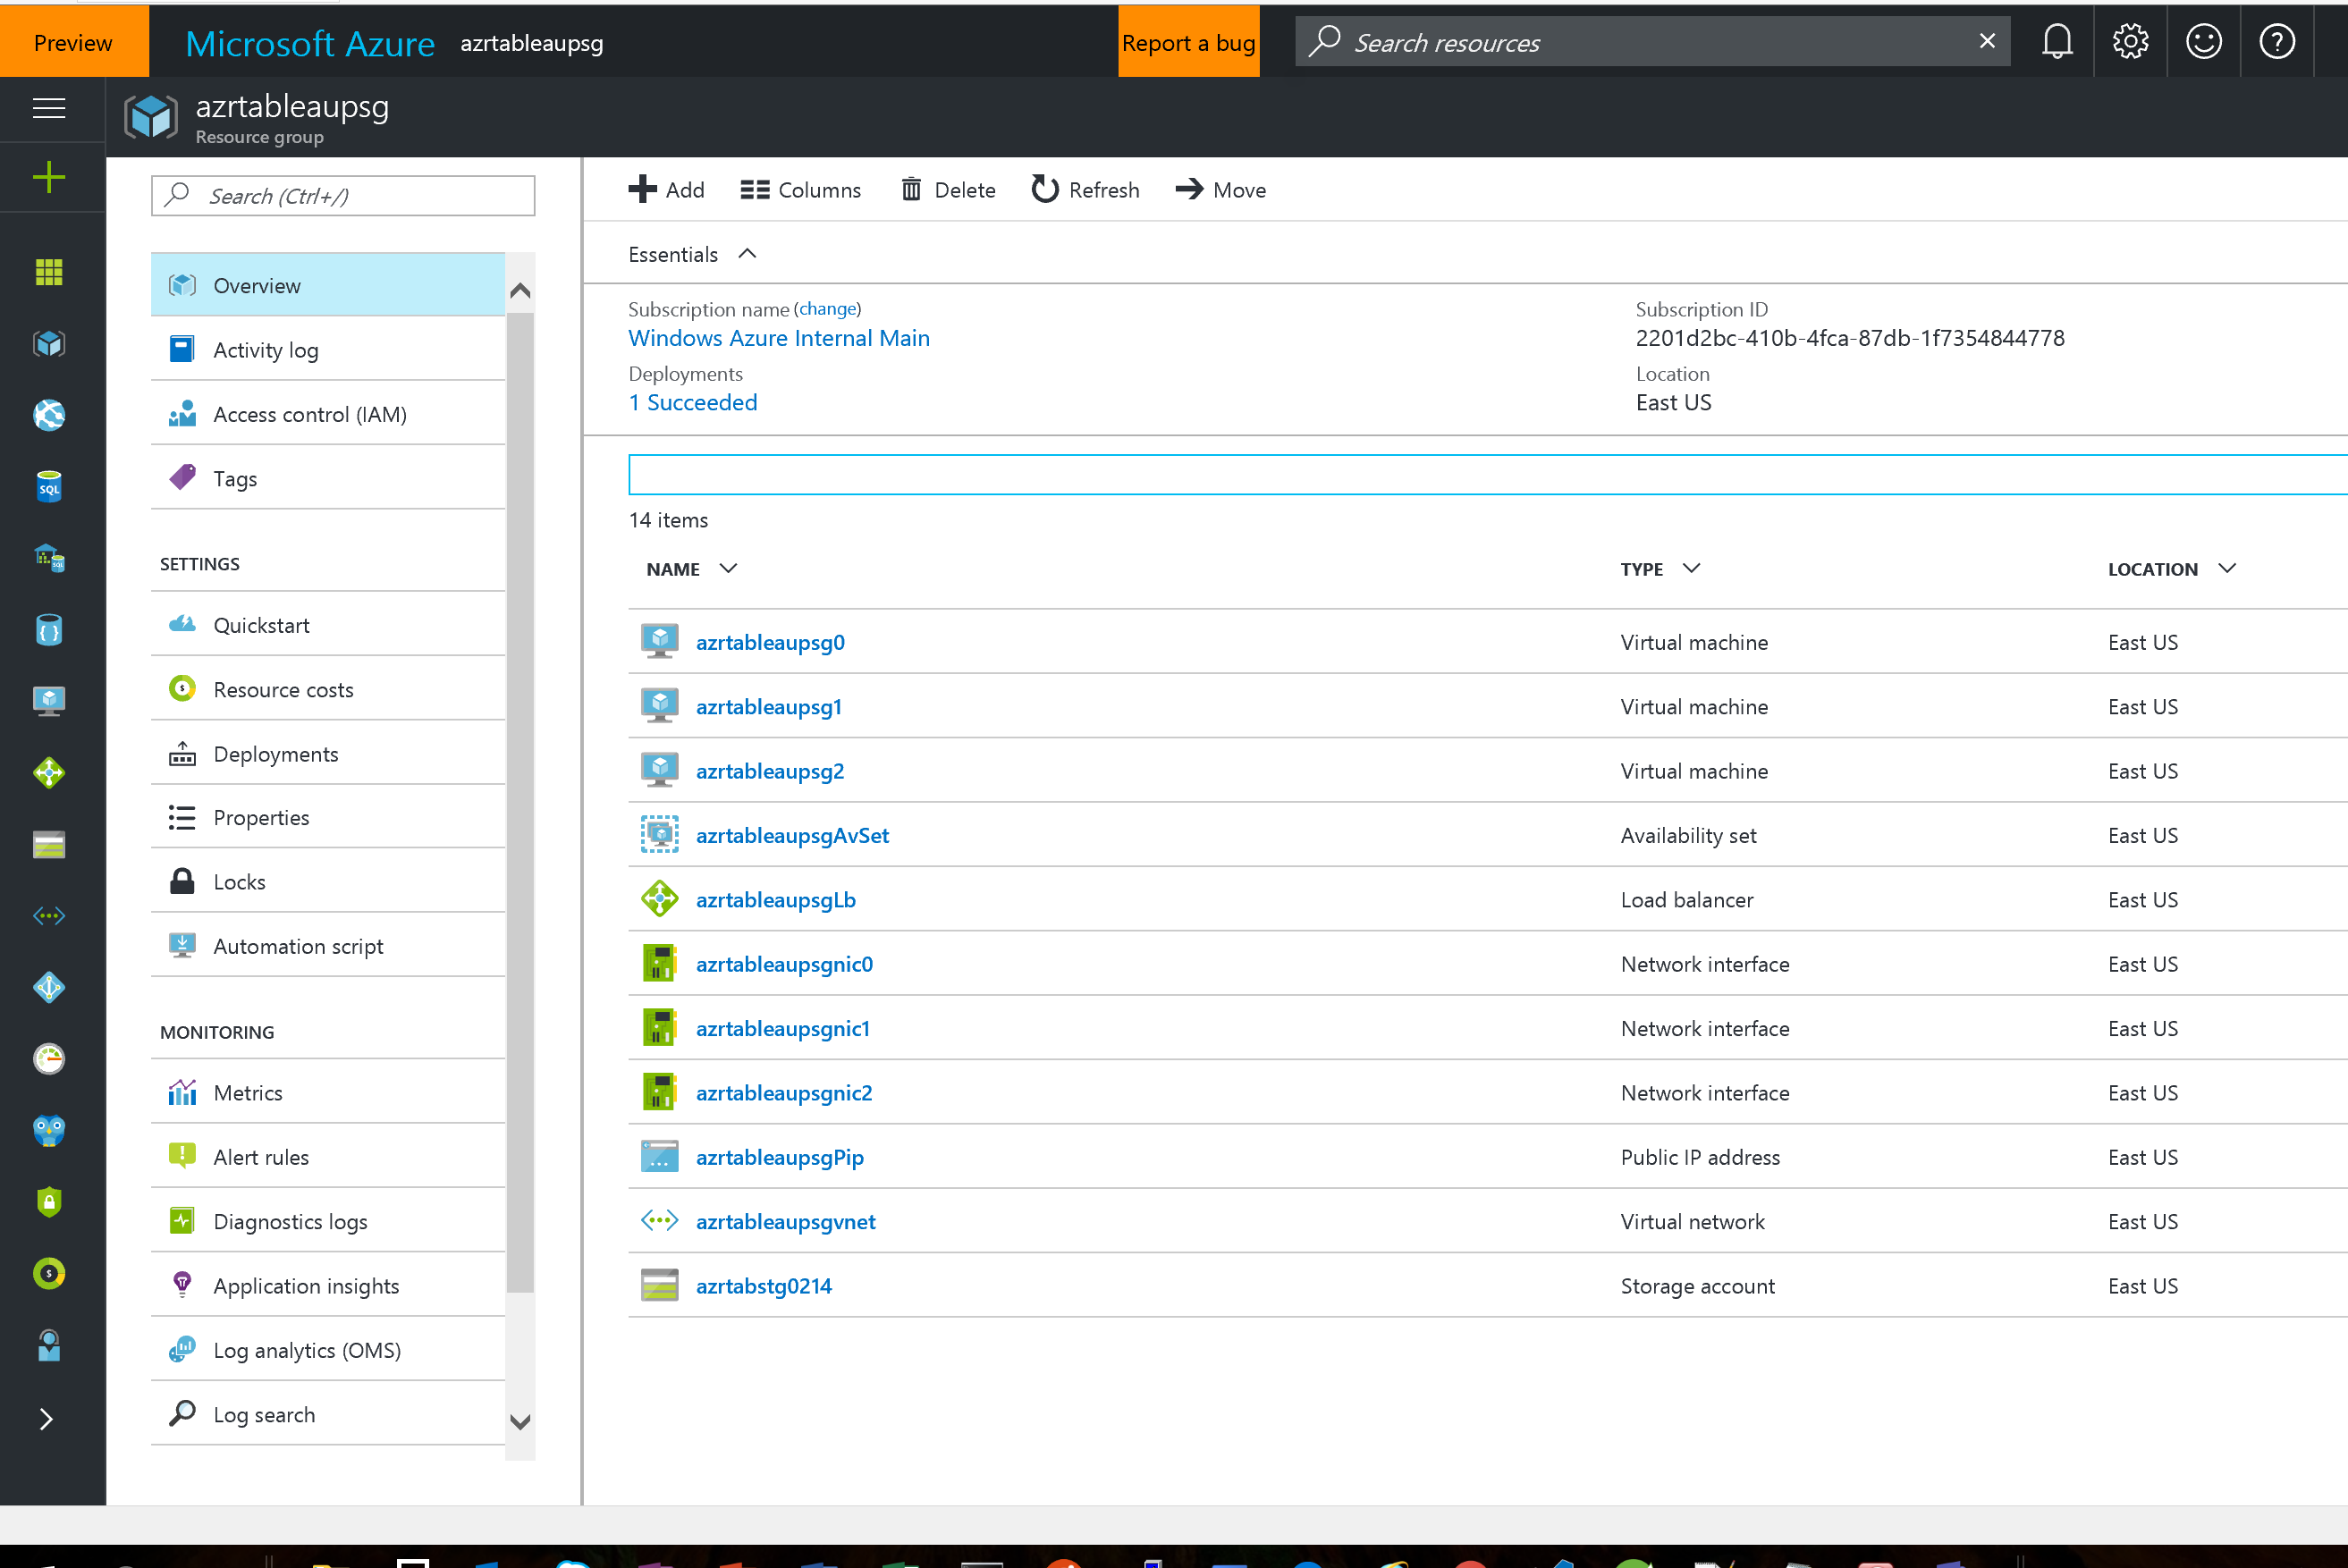 Preview
Microsoft Azure azrtableaupsg
Report a bug
Search resources
azrtableaupsg
Resource group
Search (Ctrl+/)
Overview
Activity log
Access control (IAM)
Tags
SETTINGS
Quickstart
Resource costs
Deployments
Properties
Locks
Automation script
MONITORING
Metrics
Alert rules
Diagnostics logs
Application insights
Log analytics (OMS)
Log search
Add Columns Delete Refresh Move
Essentials
Subscription name (change)
Windows Azure Internal Main
Deployments
1 Succeeded
Subscription ID
2201d2bc-410b-4fca-87db-1f7354844778
Location
East US
14 items
NAME TYPE LOCATION
azrtableaupsg0 Virtual machine East US
azrtableaupsg1 Virtual machine East US
azrtableaupsg2 Virtual machine East US
azrtableaupsgAvSet Availability set East US
azrtableaupsgLb Load balancer East US
azrtableaupsgnic0 Network interface East US
azrtableaupsgnic1 Network interface East US
azrtableaupsgnic2 Network interface East US
azrtableaupsgPip Public IP address East US
azrtableaupsgvnet Virtual network East US
azrtabstg0214 Storage account East US